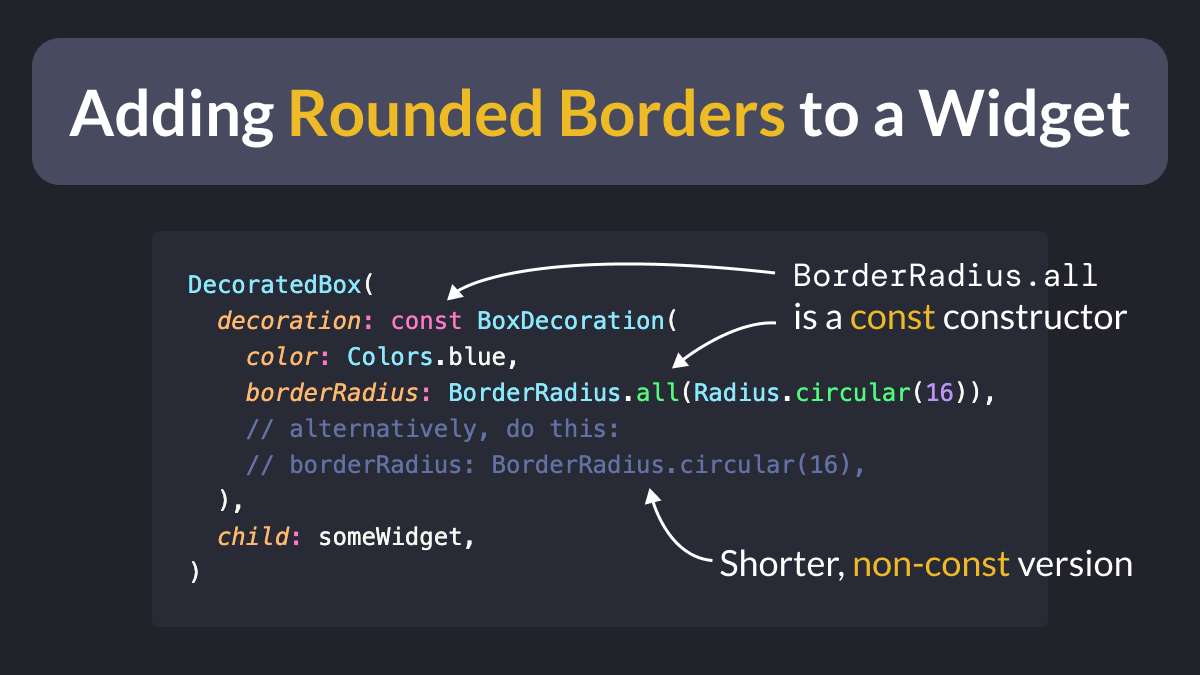 Adding Rounded Borders to a Widget
DecoratedBox(
decoration: const BoxDecoration(
color: Colors.blue,
borderRadius: BorderRadius.all(Radius.circular(16)),
// alternatively, do this:
// borderRadius: BorderRadius.circular(16),
),
child: someWidget,
)
BorderRadius.all
is a const constructor
Shorter, non-const version